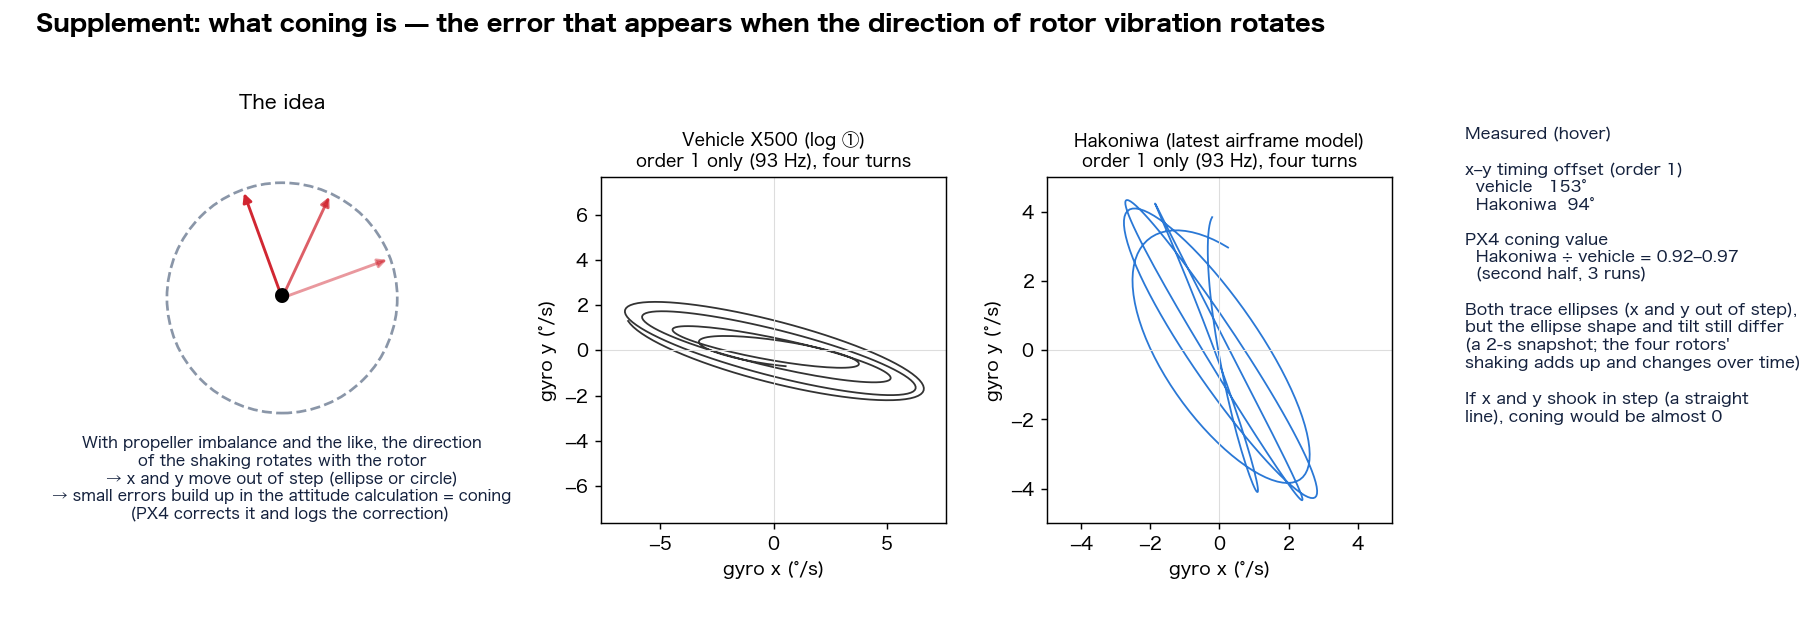 Supplement: what coning is — the error that appears when the direction of rotor vibration rotates
The idea
With propeller imbalance and the like, the direction
of the shaking rotates with the rotor
→ x and y move out of step (ellipse or circle)
→ small errors build up in the attitude calculation = coning
(PX4 corrects it and logs the correction)
Vehicle X500 (log ①)
order 1 only (93 Hz), four turns
gyro y (°/s)
6
4
2
0
−2
−4
−6
−5
0
5
gyro x (°/s)
Hakoniwa (latest airframe model)
order 1 only (93 Hz), four turns
gyro y (°/s)
4
2
0
−2
−4
−4
−2
0
2
4
gyro x (°/s)
Measured (hover)
x–y timing offset (order 1)
vehicle 153°
Hakoniwa 94°
PX4 coning value
Hakoniwa ÷ vehicle = 0.92–0.97
(second half, 3 runs)
Both trace ellipses (x and y out of step),
but the ellipse shape and tilt still differ
(a 2-s snapshot; the four rotors'
shaking adds up and changes over time)
If x and y shook in step (a straight
line), coning would be almost 0